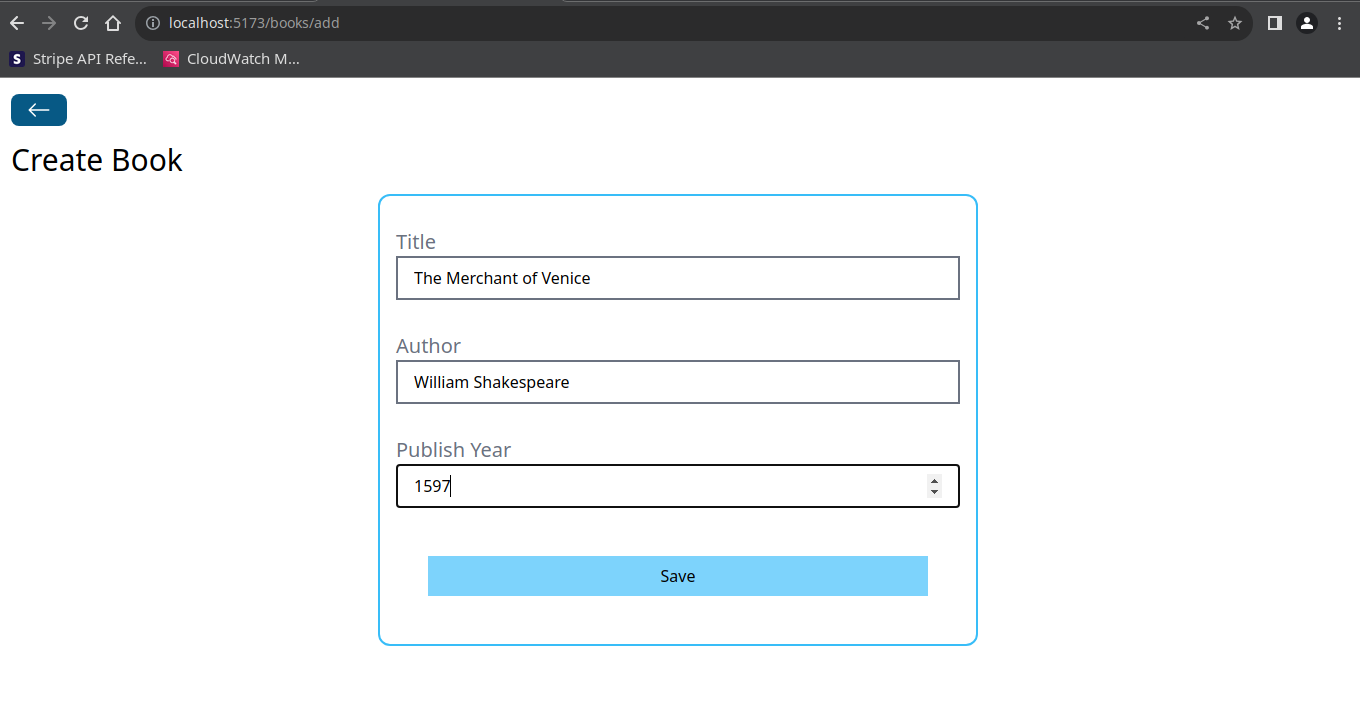 localhost:5173/books/add
S Stripe API Refe... CloudWatch M...
Create Book
Title
The Merchant of Venice
Author
William Shakespeare
Publish Year
1597
Save